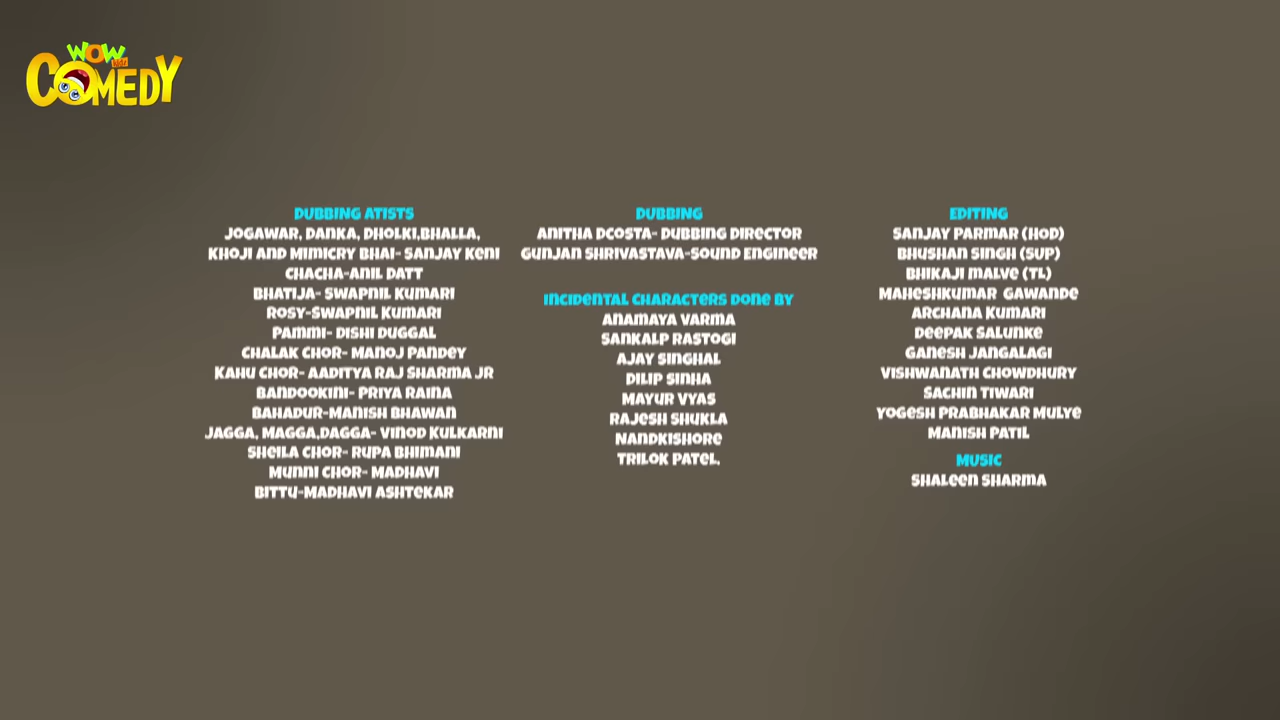 WOW
WAU
COMEDY
DUBBING ATISTS
JOGAWAR, DANKA, DHOLKI,BHALLA,
KHOJI AND MIMICRY BHAI- SANJAY KENI
CHACHA-ANIL DATT
BHATIJA- SWAPNIL KUMARI
ROSY-SWAPNIL KUMARI
PAMMI- DISHI DUGGAL
CHALAK CHOR- MANOJ PANDEY
KAHU CHOR- AADITYA RAJ SHARMA JR
BANDOOKINI- PRIYA RAINA
BAHADUR-MANISH BHAWAN
JAGGA, MAGGA,DAGGA- VINOD KULKARNI
SHEILA CHOR- RUPA BHIMANI
MUNNI CHOR- MADHAVI
BITTU-MADHAVI ASHTEKAR
DUBBING
ANITHA DCOSTA- DUBBING DIRECTOR
GUNJAN SHRIVASTAVA-SOUND ENGINEER
INCIDENTAL CHARACTERS DONE BY
ANAMAYA VARMA
SANKALP RASTOGI
AJAY SINGHAL
DILIP SINHA
MAYUR VYAS
RAJESH SHUKLA
NANDKISHORE
TRILOK PATEL.
EDITING
SANJAY PARMAR (HOD)
BHUSHAN SINGH (SUP)
BHIKAJI MALVE (TL)
MAHESHKUMAR GAWANDE
ARCHANA KUMARI
DEEPAK SALUNKE
GANESH JANGALAGI
VISHWANATH CHOWDHURY
SACHIN TIWARI
YOGESH PRABHAKAR MULYE
MANISH PATIL
MUSIC
SHALEEN SHARMA